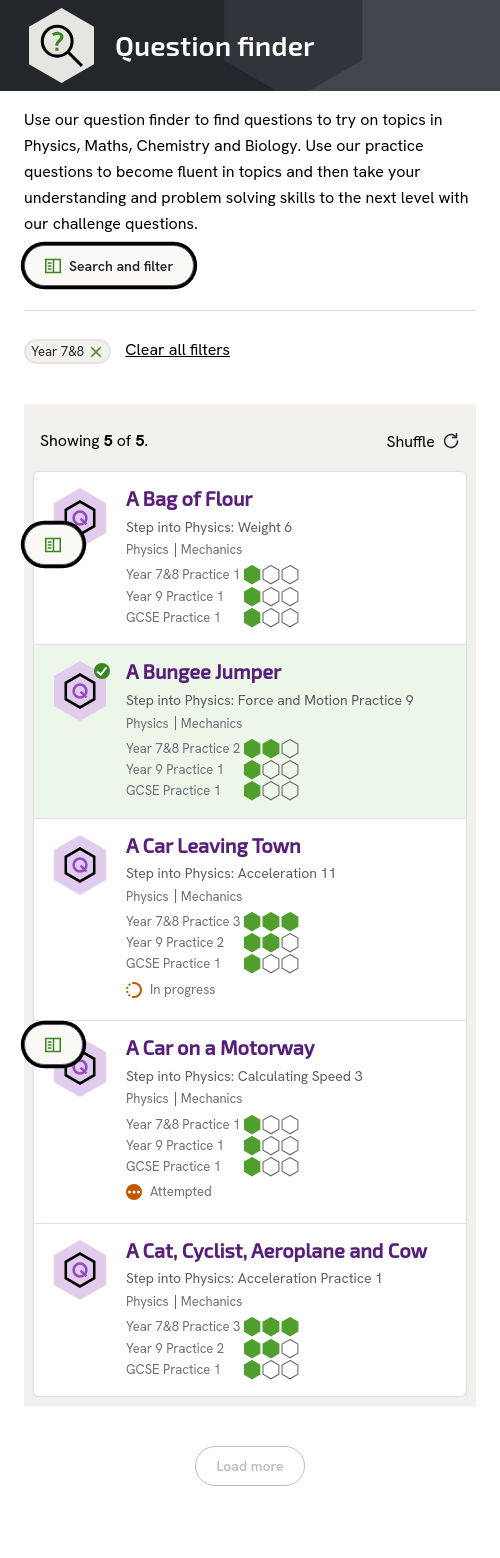 Question finder
Use our question finder to find questions to try on topics in
Physics, Maths, Chemistry and Biology. Use our practice
questions to become fluent in topics and then take your
understanding and problem solving skills to the next level with
our challenge questions.
Search and filter
Year 7&8
Clear all filters
Showing 5 of 5.
Shuffle
A Bag of Flour
Step into Physics: Weight 6
Physics | Mechanics
Year 7&8 Practice 1
Year 9 Practice 1
GCSE Practice 1
A Bungee Jumper
Step into Physics: Force and Motion Practice 9
Physics | Mechanics
Year 7&8 Practice 2
Year 9 Practice 1
GCSE Practice 1
A Car Leaving Town
Step into Physics: Acceleration 11
Physics | Mechanics
Year 7&8 Practice 3
Year 9 Practice 2
GCSE Practice 1
In progress
A Car on a Motorway
Step into Physics: Calculating Speed 3
Physics | Mechanics
Year 7&8 Practice 1
Year 9 Practice 1
GCSE Practice 1
Attempted
A Cat, Cyclist, Aeroplane and Cow
Step into Physics: Acceleration Practice 1
Physics | Mechanics
Year 7&8 Practice 3
Year 9 Practice 2
GCSE Practice 1
Load more